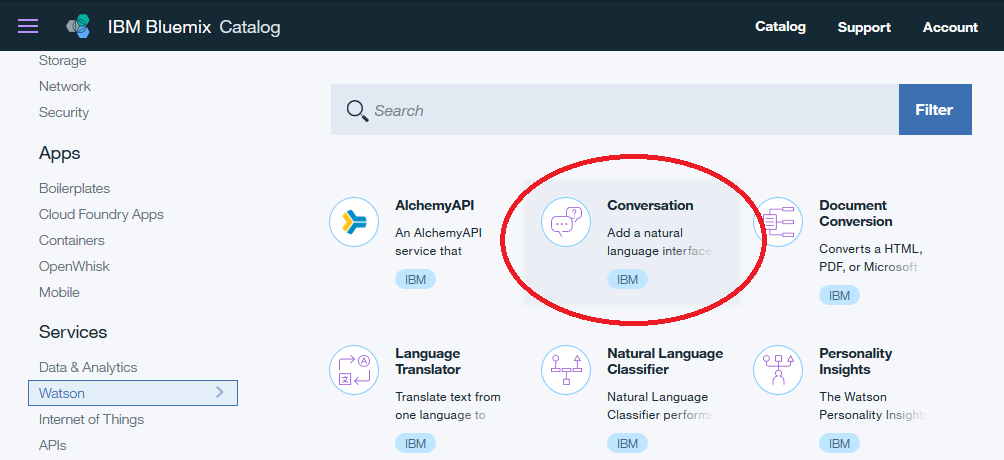 IBM Bluemix Catalog
Catalog Support Account
Storage
Network
Security
Apps
Boilerplates
Cloud Foundry Apps
Containers
OpenWhisk
Mobile
Services
Data & Analytics
Watson
Internet of Things
APIs
Search
Filter
AlchemyAPI
An AlchemyAPI
service that
IBM
Conversation
Add a natural
language interface
IBM
Document
Conversion
Converts a HTML,
PDF, or Microsoft
IBM
Language
Translator
Translate text from
one language to
IBM
Natural Language
Classifier
Natural Language
Classifier performs
IBM
Personality
Insights
The Watson
Personality Insights
IBM